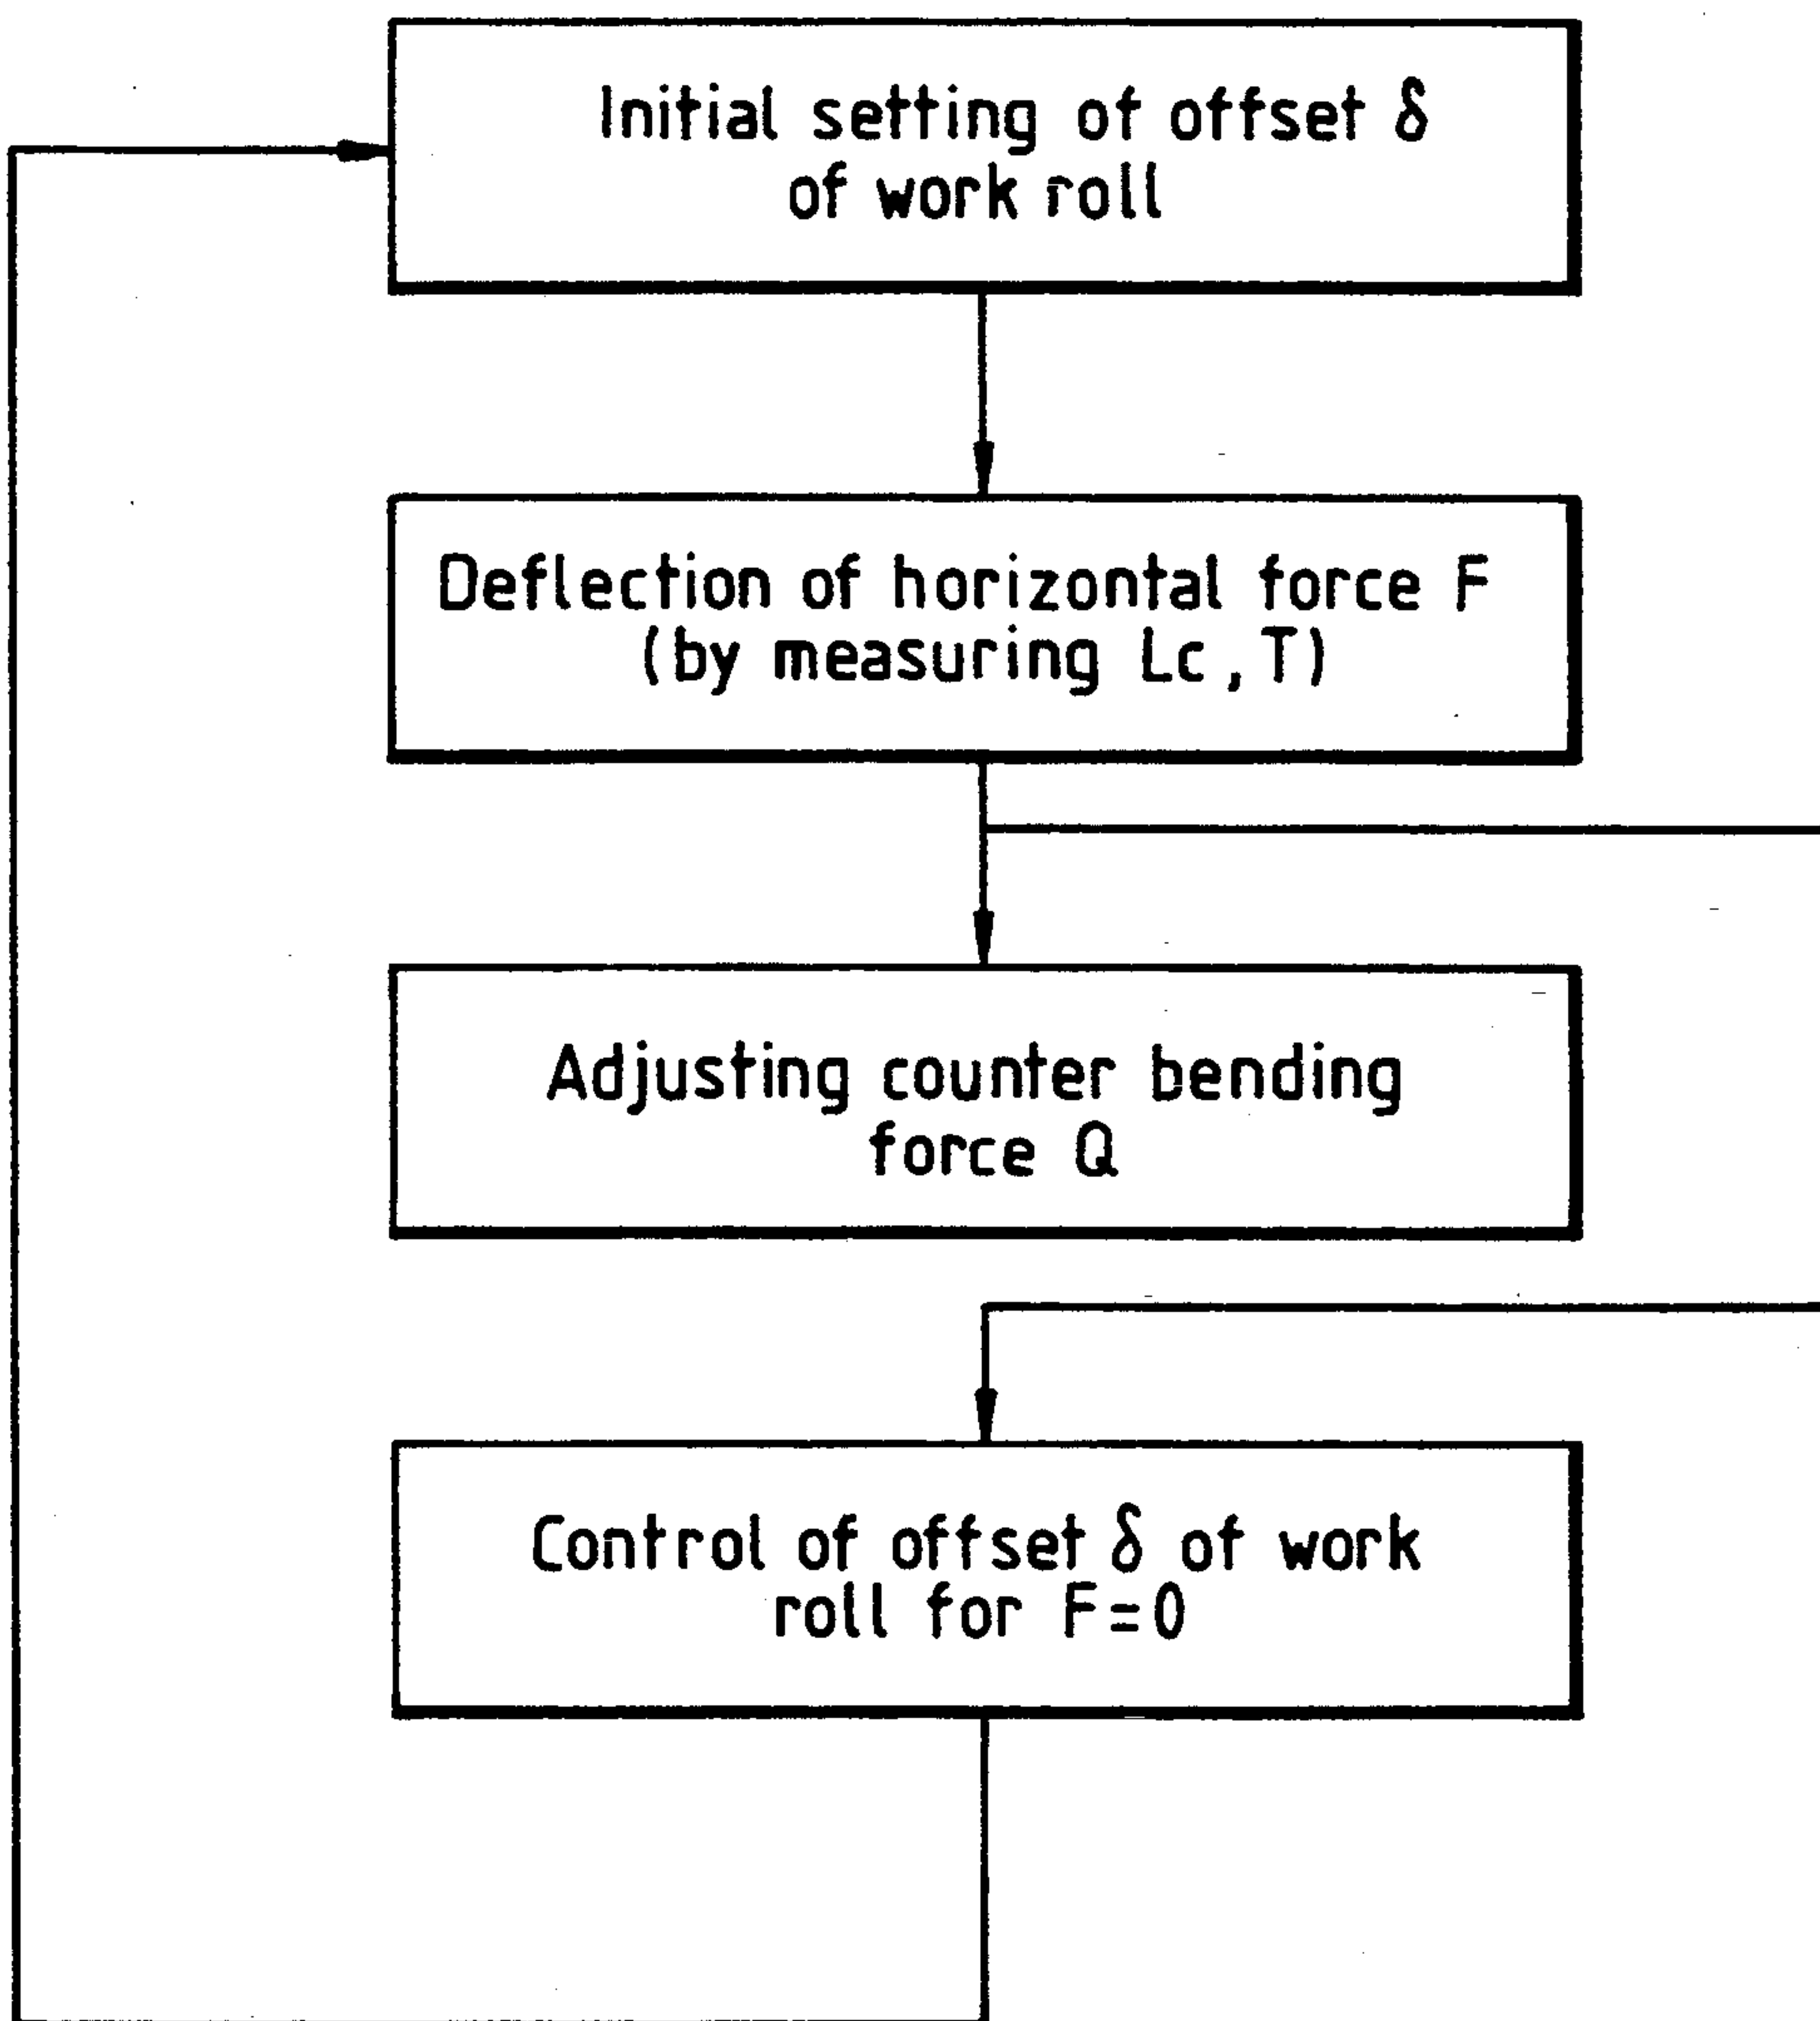 Initial setting of offset δ
of work roll
Deflection of horizontal force F
(by measuring Lc, T)
Adjusting counter bending
force Q
Control of offset δ of work
roll for F=0